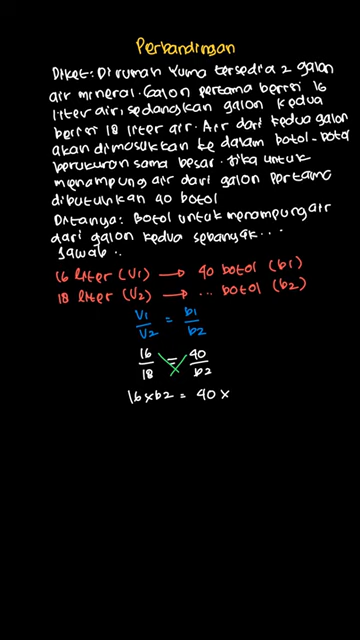 Perbandingan
Diket: Di rumah Yuma tersedia 2 galon
air mineral. Galon pertama berisi 16
liter air, sedangkan galon kedua
berisi 18 liter air. Air dari kedua galon
akan dimasukkan ke dalam botol-botol
berukuran sama besar. Jika untuk
menampung air dari galon pertama
dibutuhkan 40 botol
Ditanya: Botol untuk menampung air
dari galon kedua sebanyak...
Jawab :.
16 liter (V1) → 40 botol (b1)
18 liter (V2) → ... botol (b2)
V1/V2 = b1/b2
16/18 = 40/b2
16 x b2 = 40 x